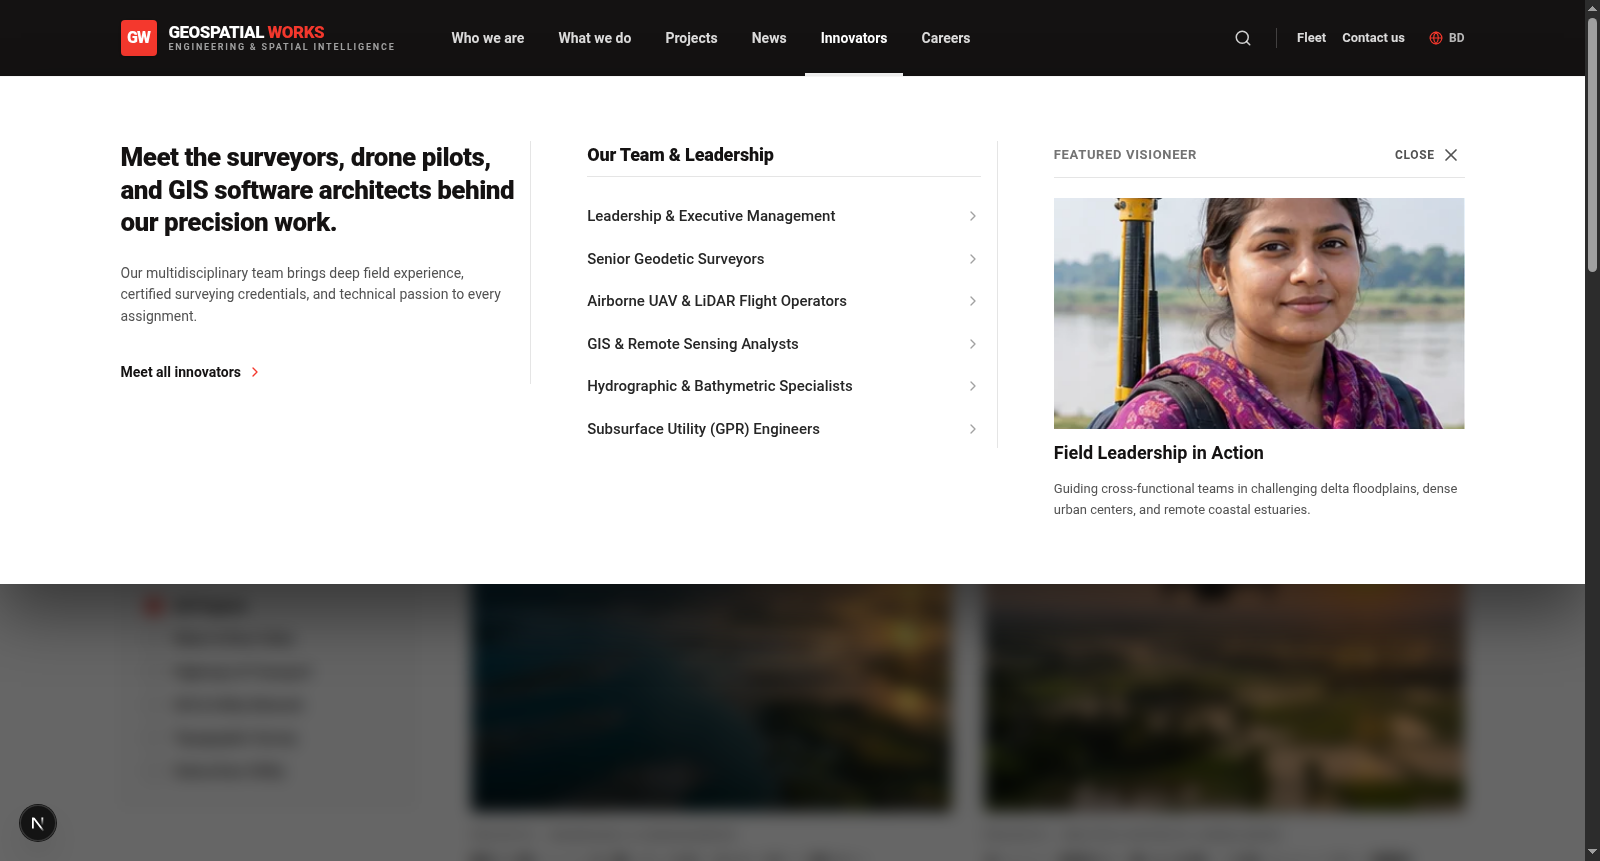 GW
GEOSPATIAL WORKS
ENGINEERING & SPATIAL INTELLIGENCE
Who we are
What we do
Projects
News
Innovators
Careers
Fleet
Contact us
BD
Meet the surveyors, drone pilots,
and GIS software architects behind
our precision work.
Our multidisciplinary team brings deep field experience,
certified surveying credentials, and technical passion to every
assignment.
Meet all innovators
Our Team & Leadership
Leadership & Executive Management
Senior Geodetic Surveyors
Airborne UAV & LiDAR Flight Operators
GIS & Remote Sensing Analysts
Hydrographic & Bathymetric Specialists
Subsurface Utility (GPR) Engineers
FEATURED VISIONEER
CLOSE
Field Leadership in Action
Guiding cross-functional teams in challenging delta floodplains, dense
urban centers, and remote coastal estuaries.
N